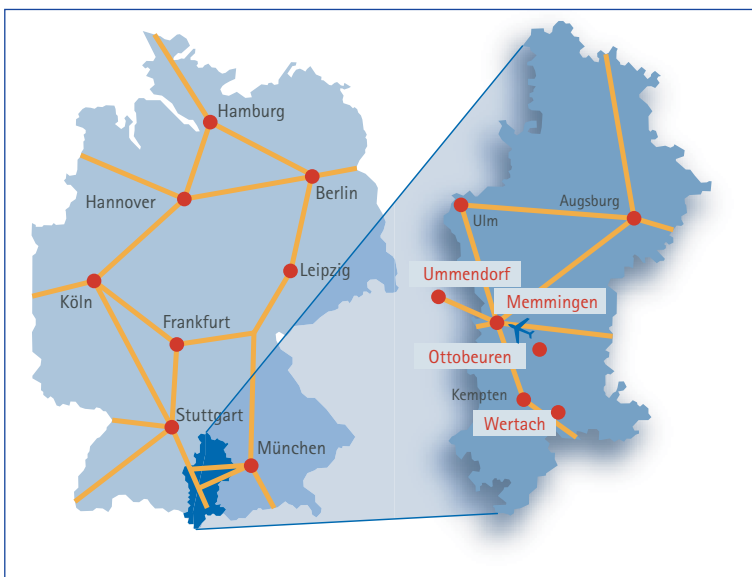 Hamburg
Hannover
Berlin
Leipzig
Köln
Frankfurt
Stuttgart
München
Augsburg
Ulm
Ummendorf
Memmingen
Ottobeuren
Kempten
Wertach